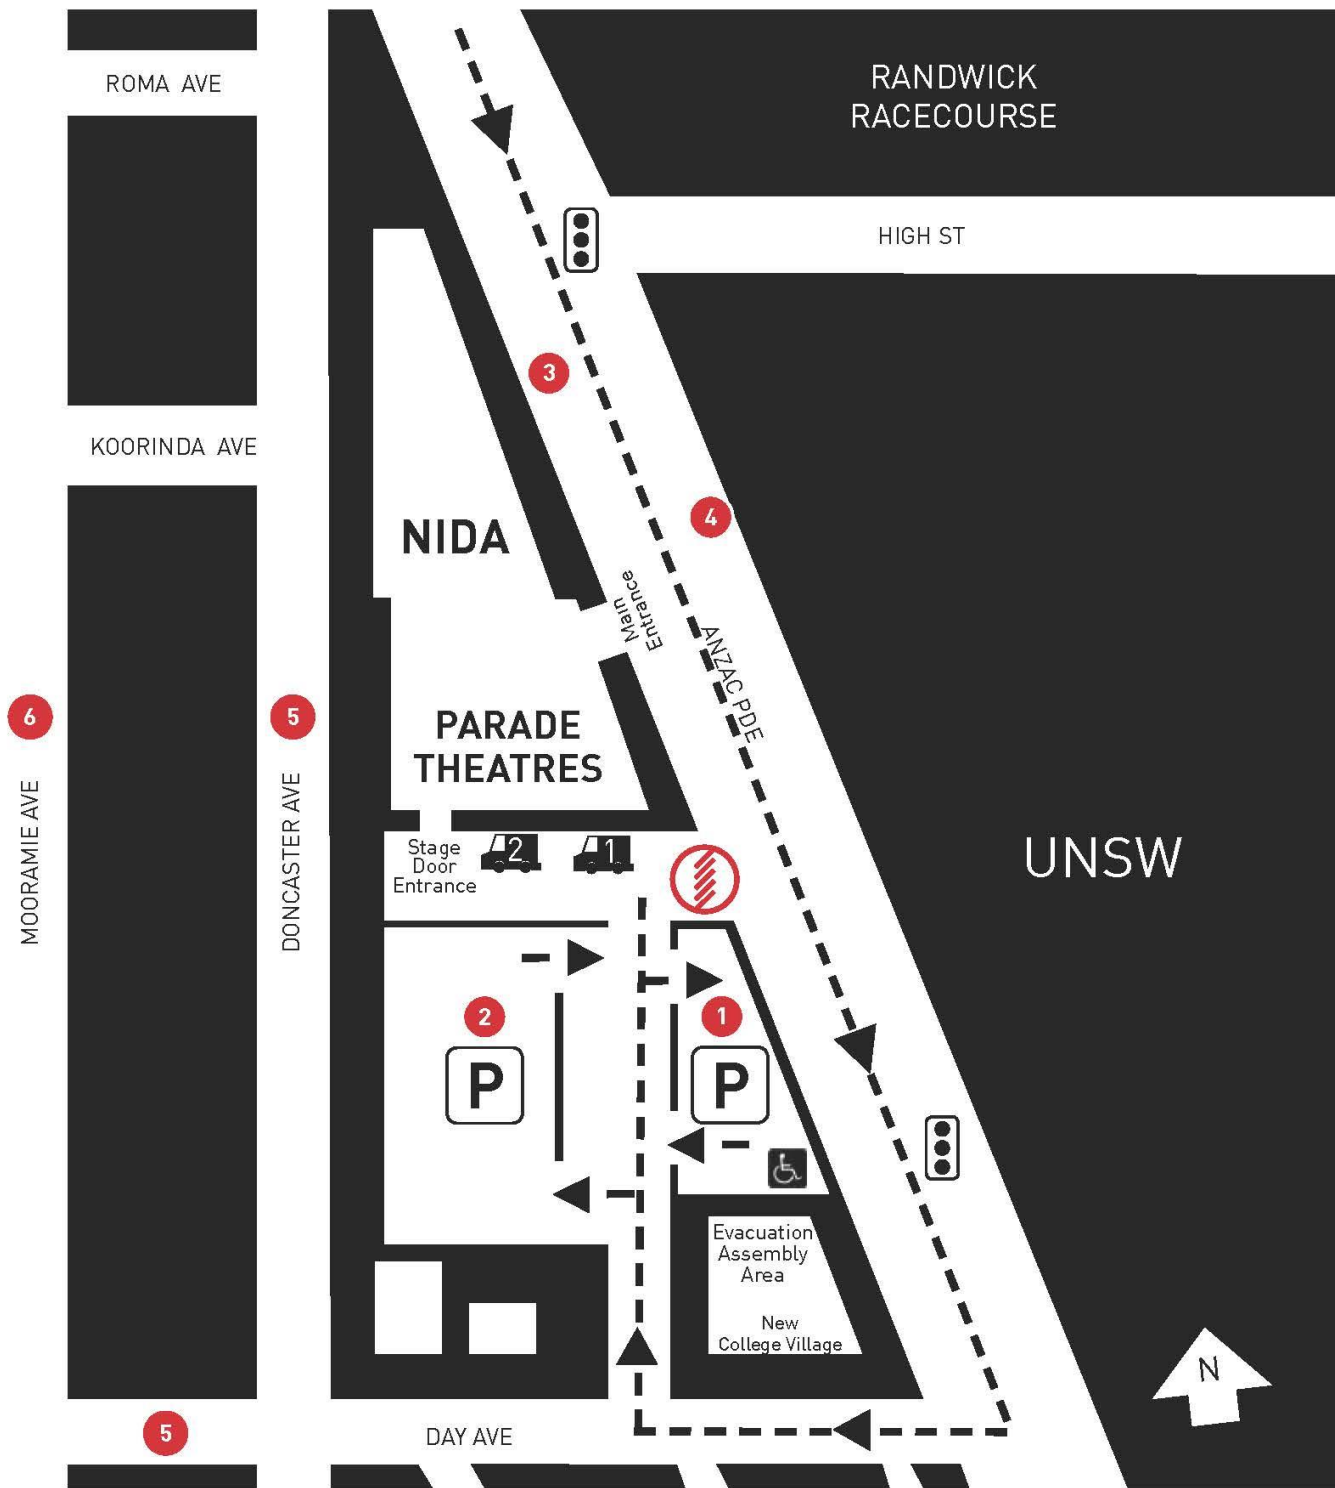 ROMA AVE
RANDWICK
RACECOURSE
HIGH ST
3
KOORINDA AVE
4
NIDA
Main
Entrance
ANZAC PDE
6
5
PARADE
THEATRES
MOORAMIE AVE
DONCASTER AVE
Stage
Door
Entrance
2
1
UNSW
2
1
P
P
Evacuation
Assembly
Area
New
College Village
N
5
DAY AVE